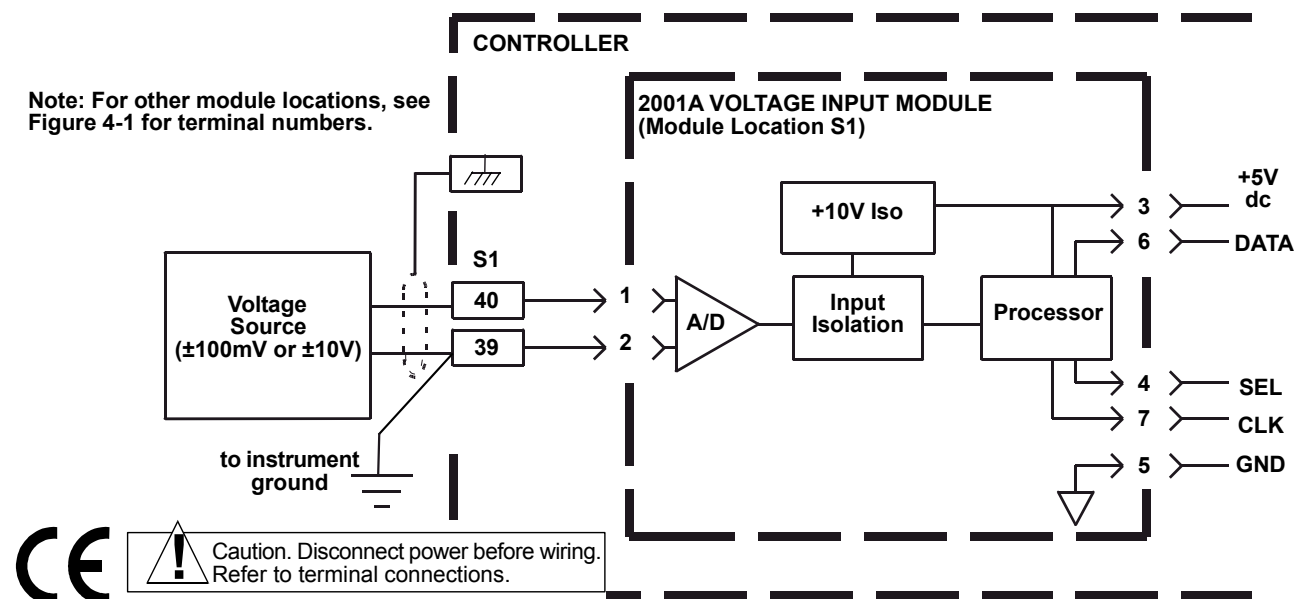 CONTROLLER
Note: For other module locations, see
Figure 4-1 for terminal numbers.
2001A VOLTAGE INPUT MODULE
(Module Location S1)
+5V
dc
+10V Iso
3
6
DATA
S1
Voltage
Source
(±100mV or ±10V)
40
39
1
2
A/D
Input
Isolation
Processor
4
SEL
7
CLK
5
GND
to instrument
ground
CE
! Caution. Disconnect power before wiring.
Refer to terminal connections.